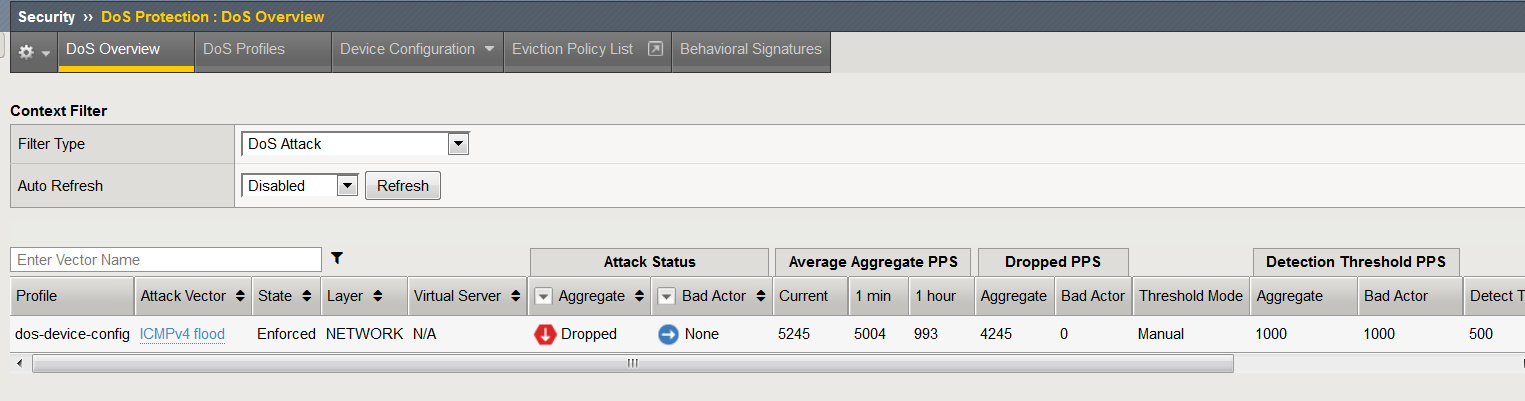 Security ›› DoS Protection : DoS Overview
DoS Overview DoS Profiles Device Configuration Eviction Policy List Behavioral Signatures
Context Filter
Filter Type DoS Attack
Auto Refresh Disabled Refresh
Enter Vector Name Attack Status Average Aggregate PPS Dropped PPS Detection Threshold PPS
Profile Attack Vector State Layer Virtual Server Aggregate Bad Actor Current 1 min 1 hour Aggregate Bad Actor Threshold Mode Aggregate Bad Actor Detect T
dos-device-config ICMPv4 flood Enforced NETWORK N/A Dropped None 5245 5004 993 4245 0 Manual 1000 1000 500